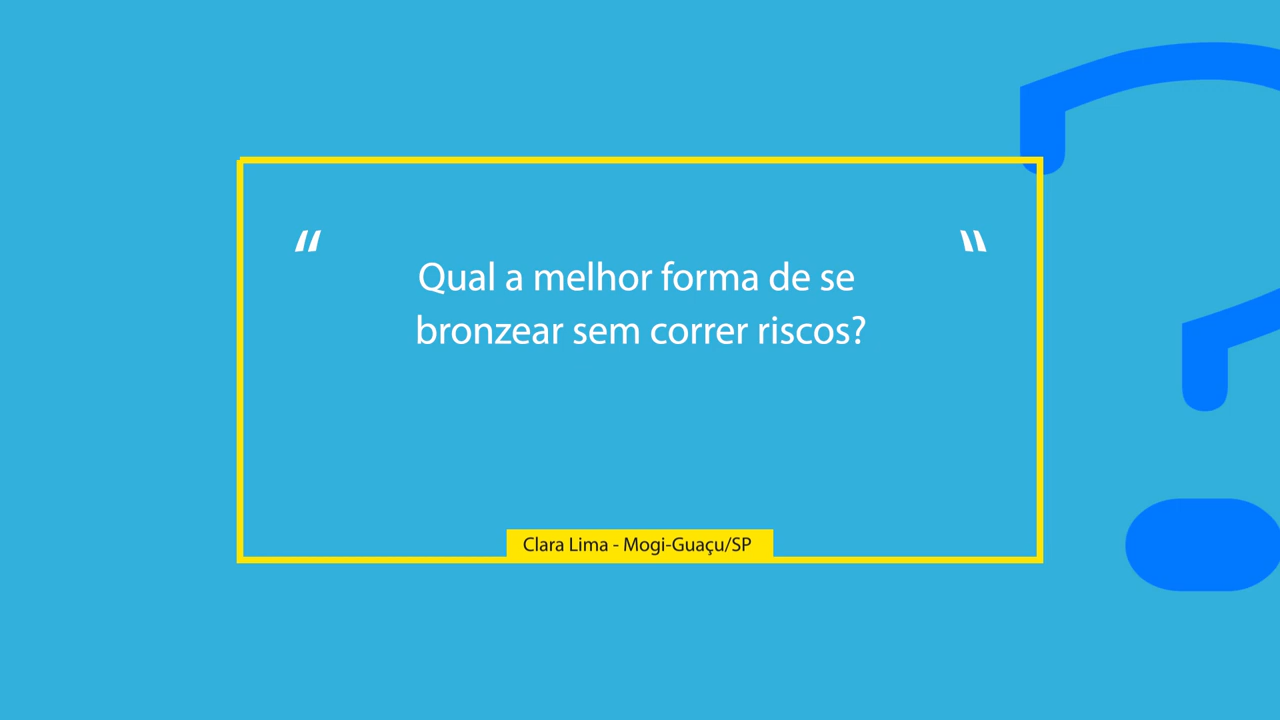 “ Qual a melhor forma de se "
bronzear sem correr riscos?
Clara Lima - Mogi-Guaçu/SP